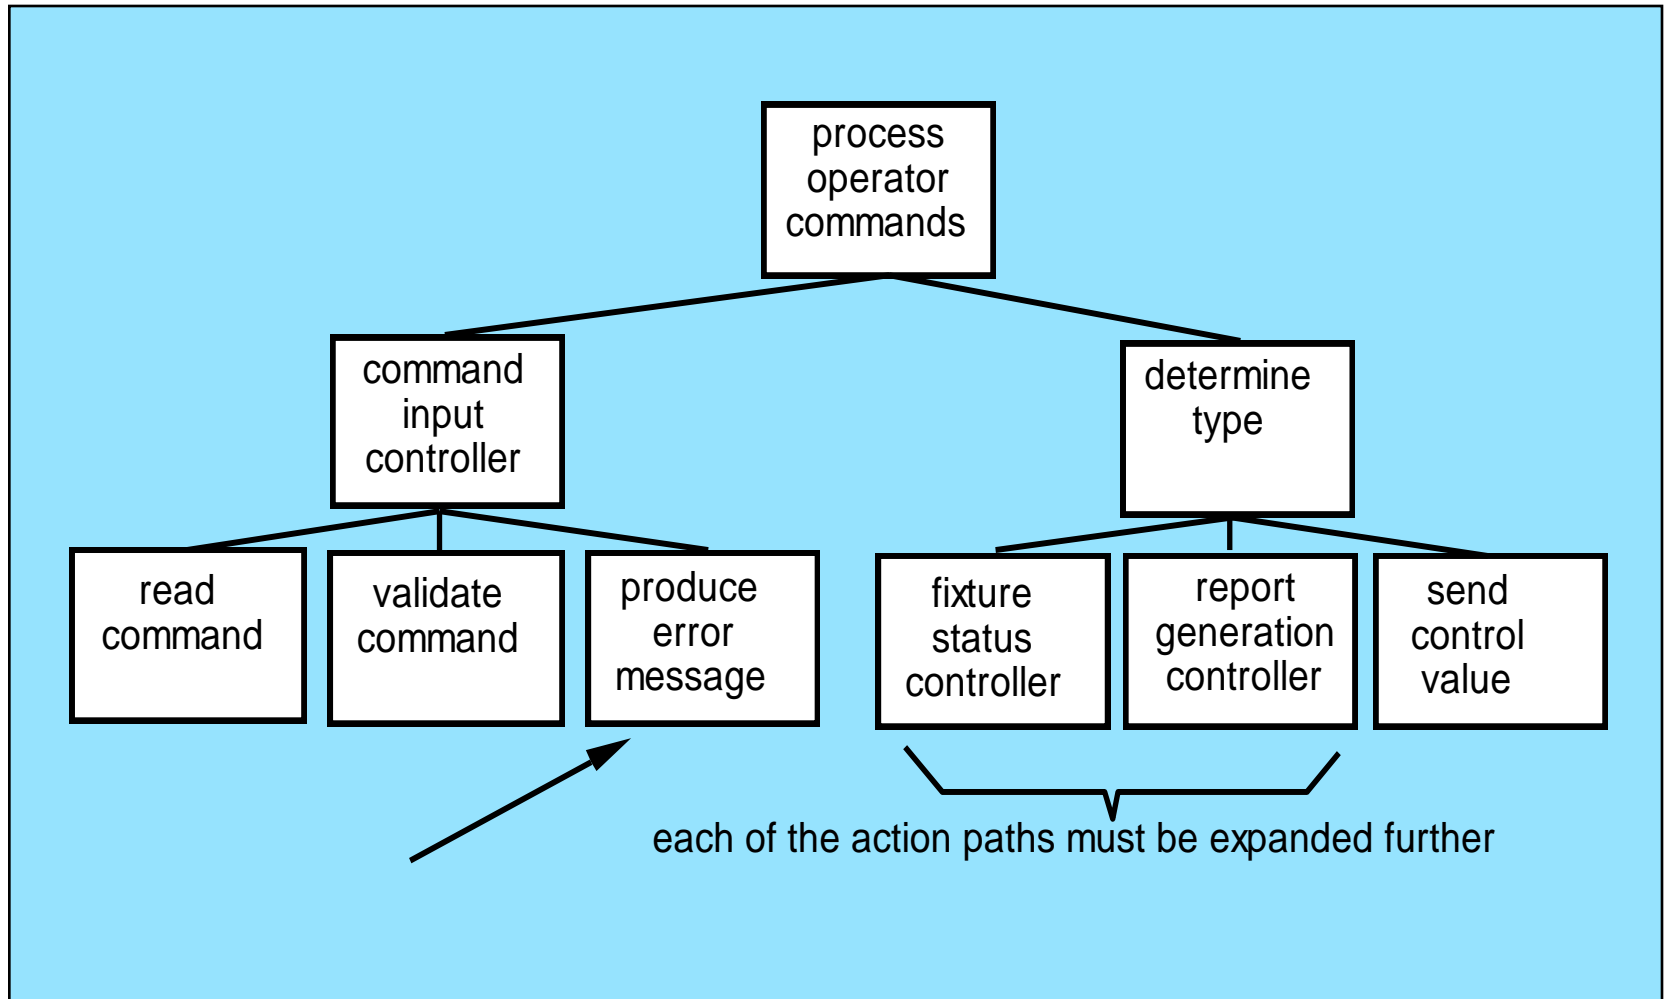 process
operator
commands
command
input
controller
determine
type
read
command
validate
command
produce
error
message
fixture
status
controller
report
generation
controller
send
control
value
each of the action paths must be expanded further